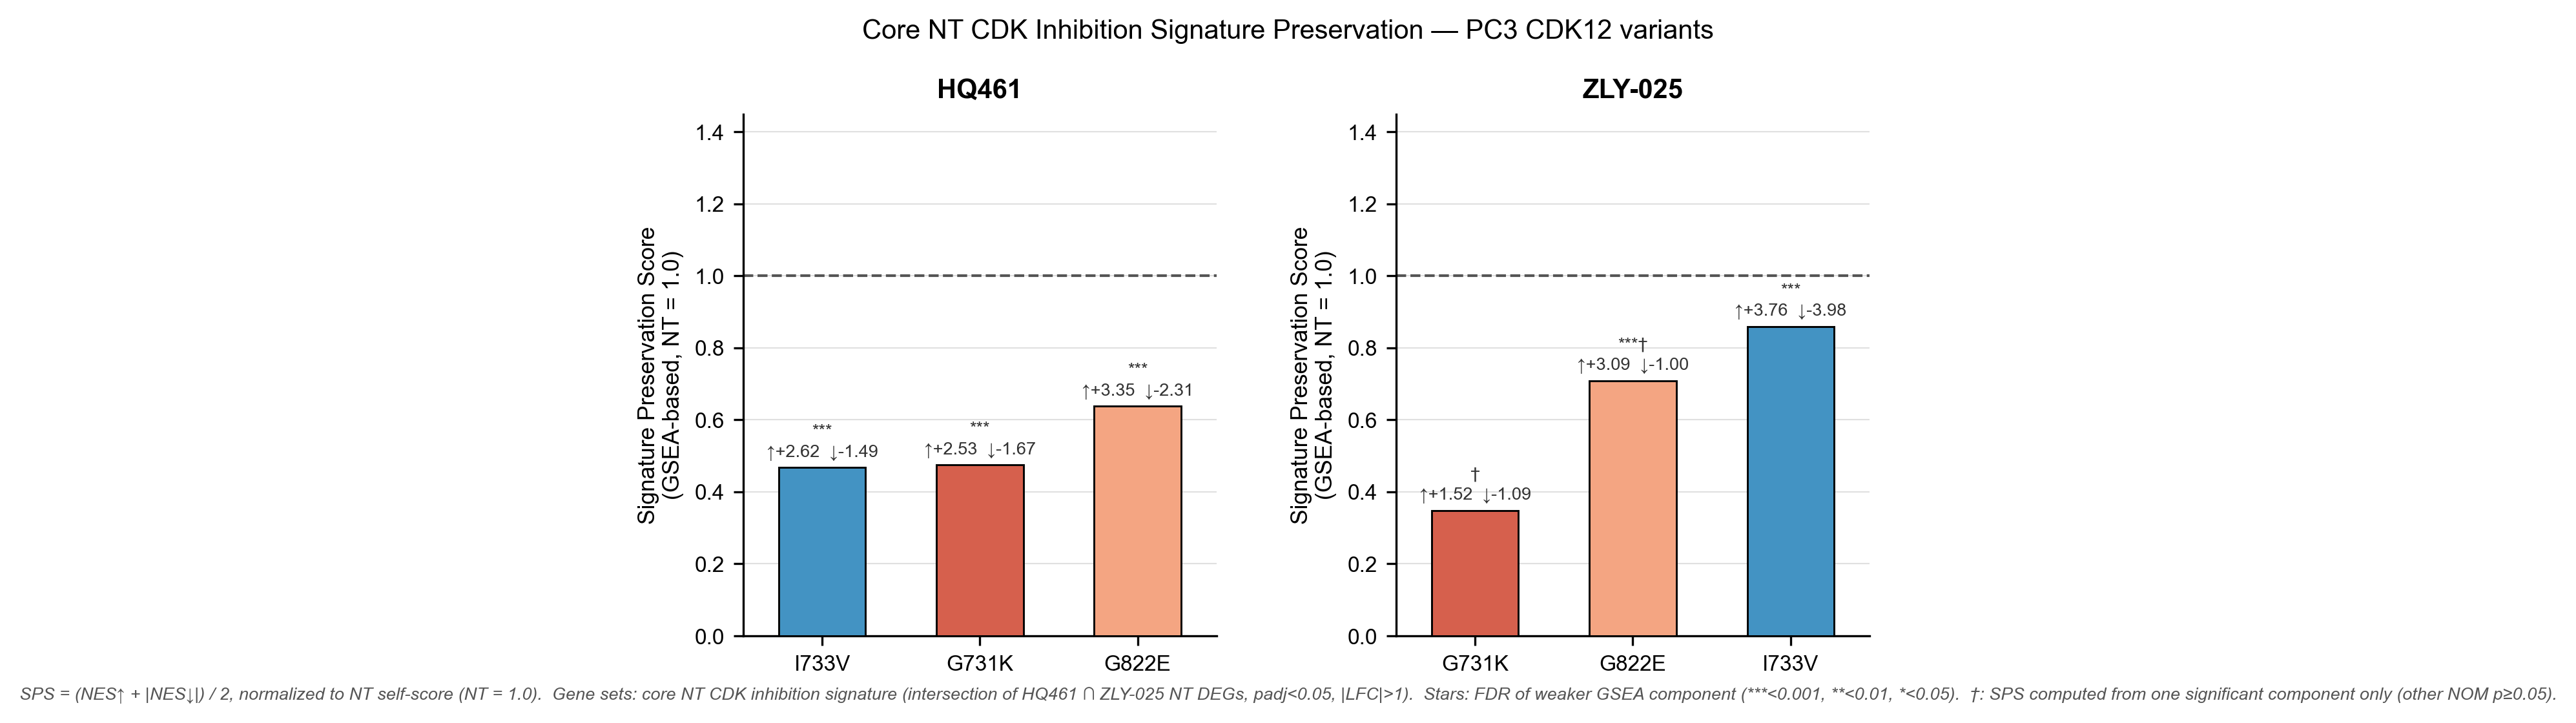 Core NT CDK Inhibition Signature Preservation — PC3 CDK12 variants
HQ461
Signature Preservation Score
(GSEA-based, NT = 1.0)
1.4
1.2
1.0
0.8
0.6
0.4
0.2
0.0
***
↑+2.62 ↓-1.49
***
↑+2.53 ↓-1.67
***
↑+3.35 ↓-2.31
I733V
G731K
G822E
ZLY-025
Signature Preservation Score
(GSEA-based, NT = 1.0)
1.4
1.2
1.0
0.8
0.6
0.4
0.2
0.0
†
↑+1.52 ↓-1.09
***†
↑+3.09 ↓-1.00
***
↑+3.76 ↓-3.98
G731K
G822E
I733V
SPS = (NES↑ + |NES↓|) / 2, normalized to NT self-score (NT = 1.0). Gene sets: core NT CDK inhibition signature (intersection of HQ461 ∩ ZLY-025 NT DEGs, padj<0.05, |LFC|>1). Stars: FDR of weaker GSEA component (***<0.001, **<0.01, *<0.05). †: SPS computed from one significant component only (other NOM p≥0.05).